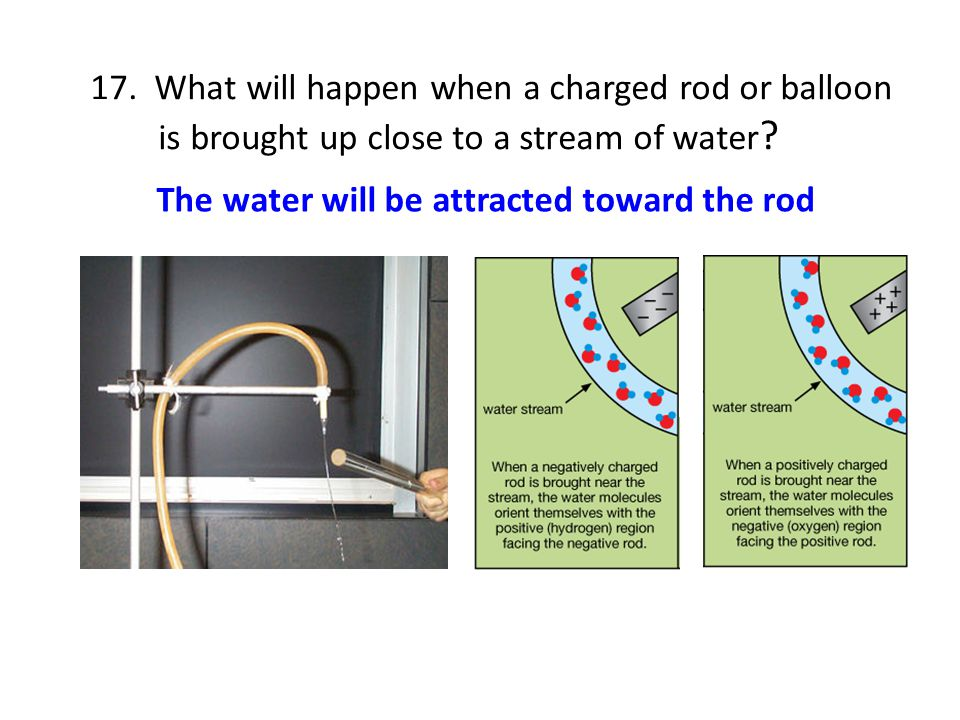 17. What will happen when a charged rod or balloon
is brought up close to a stream of water?
The water will be attracted toward the rod
water stream
When a negatively charged
rod is brought near the
stream, the water molecules
orient themselves with the
positive (hydrogen) region
facing the negative rod.
water stream
When a positively charged
rod is brought near the
stream, the water molecules
orient themselves with the
negative (oxygen) region
facing the positive rod.